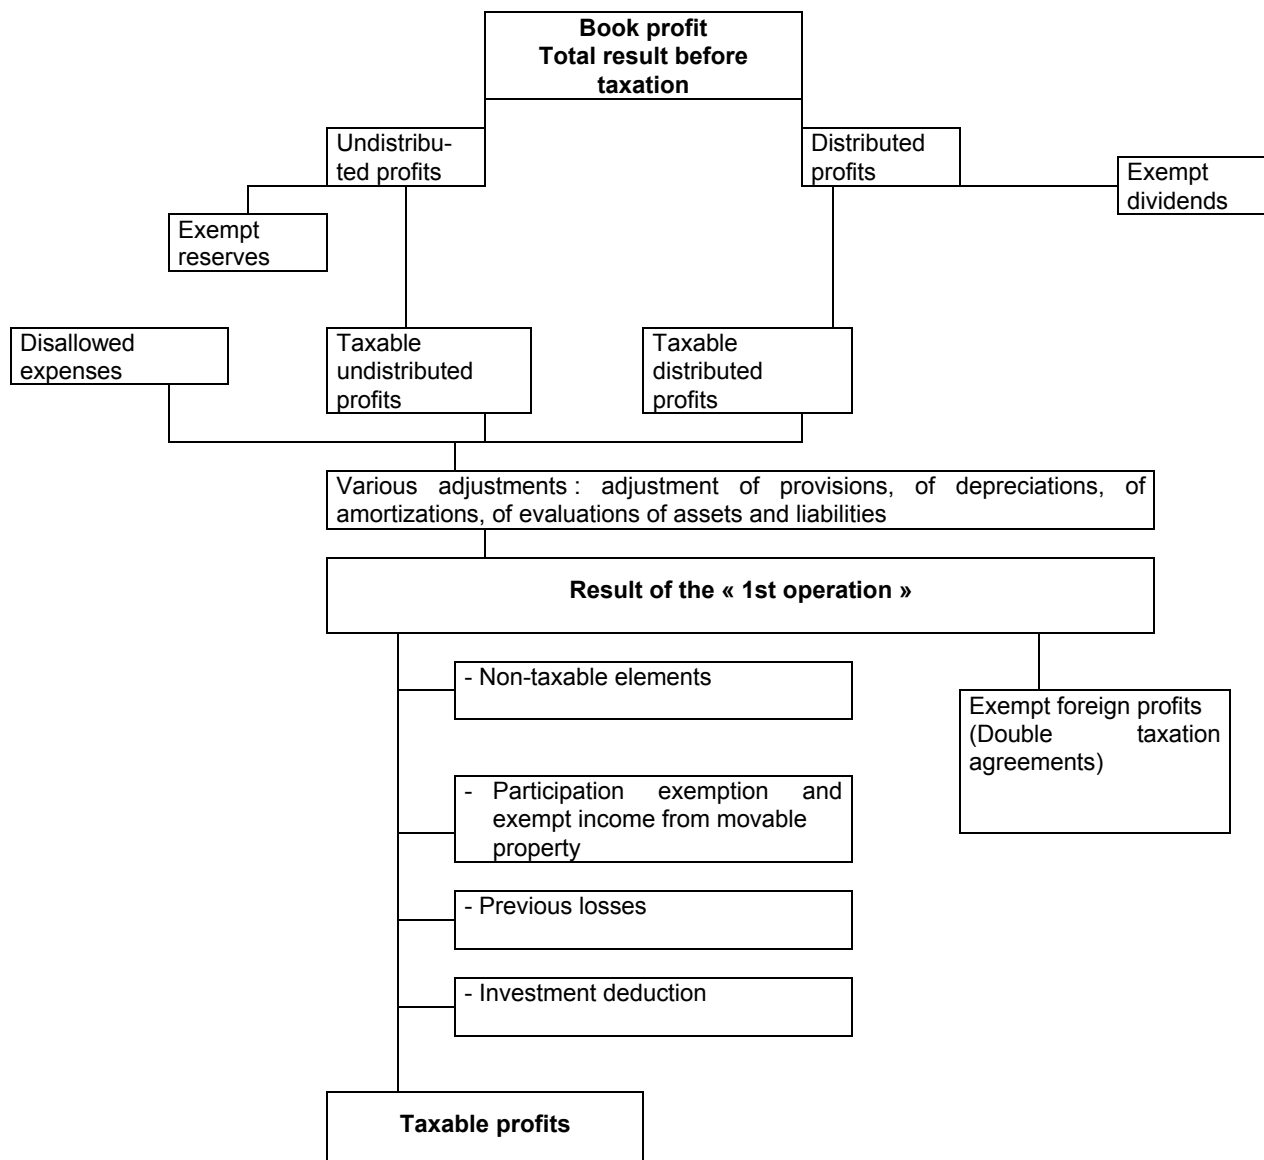 Book profit
Total result before
taxation
Undistribu-
ted profits
Distributed
profits
Exempt
dividends
Exempt
reserves
Disallowed
expenses
Taxable
undistributed
profits
Taxable
distributed
profits
Various adjustments : adjustment of provisions, of depreciations, of
amortizations, of evaluations of assets and liabilities
Result of the « 1st operation »
- Non-taxable elements
Exempt foreign profits
(Double taxation
agreements)
- Participation exemption and
exempt income from movable
property
- Previous losses
- Investment deduction
Taxable profits